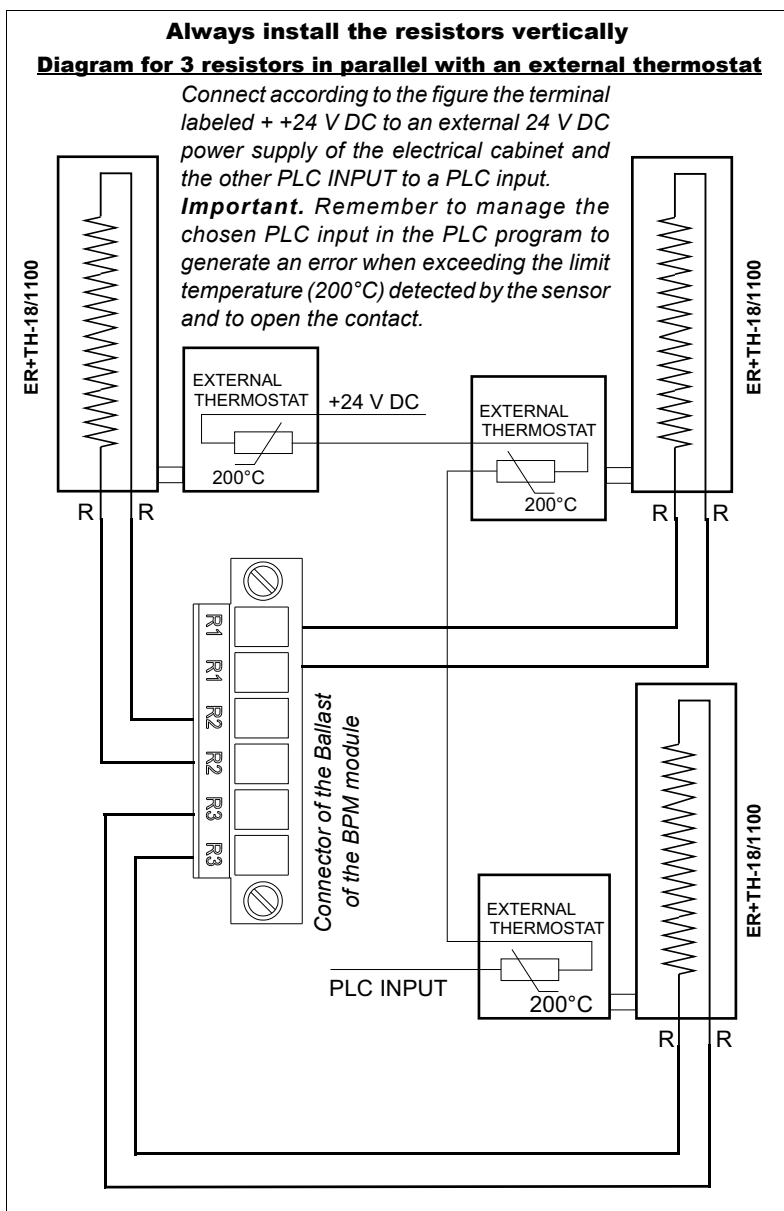 Always install the resistors vertically
Diagram for 3 resistors in parallel with an external thermostat
Connect according to the figure the terminal
labeled + +24 V DC to an external 24 V DC
power supply of the electrical cabinet and
the other PLC INPUT to a PLC input.
Important. Remember to manage the
chosen PLC input in the PLC program to
generate an error when exceeding the limit
temperature (200°C) detected by the sensor
and to open the contact.
ER+TH-18/1100
ER+TH-18/1100
EXTERNAL
THERMOSTAT
+24 V DC
200°C
EXTERNAL
THERMOSTAT
200°C
R
R
R
R
R1
R1
R2
R2
R3
R3
Connector of the Ballast
of the BPM module
ER+TH-18/1100
EXTERNAL
THERMOSTAT
PLC INPUT
200°C
R
R